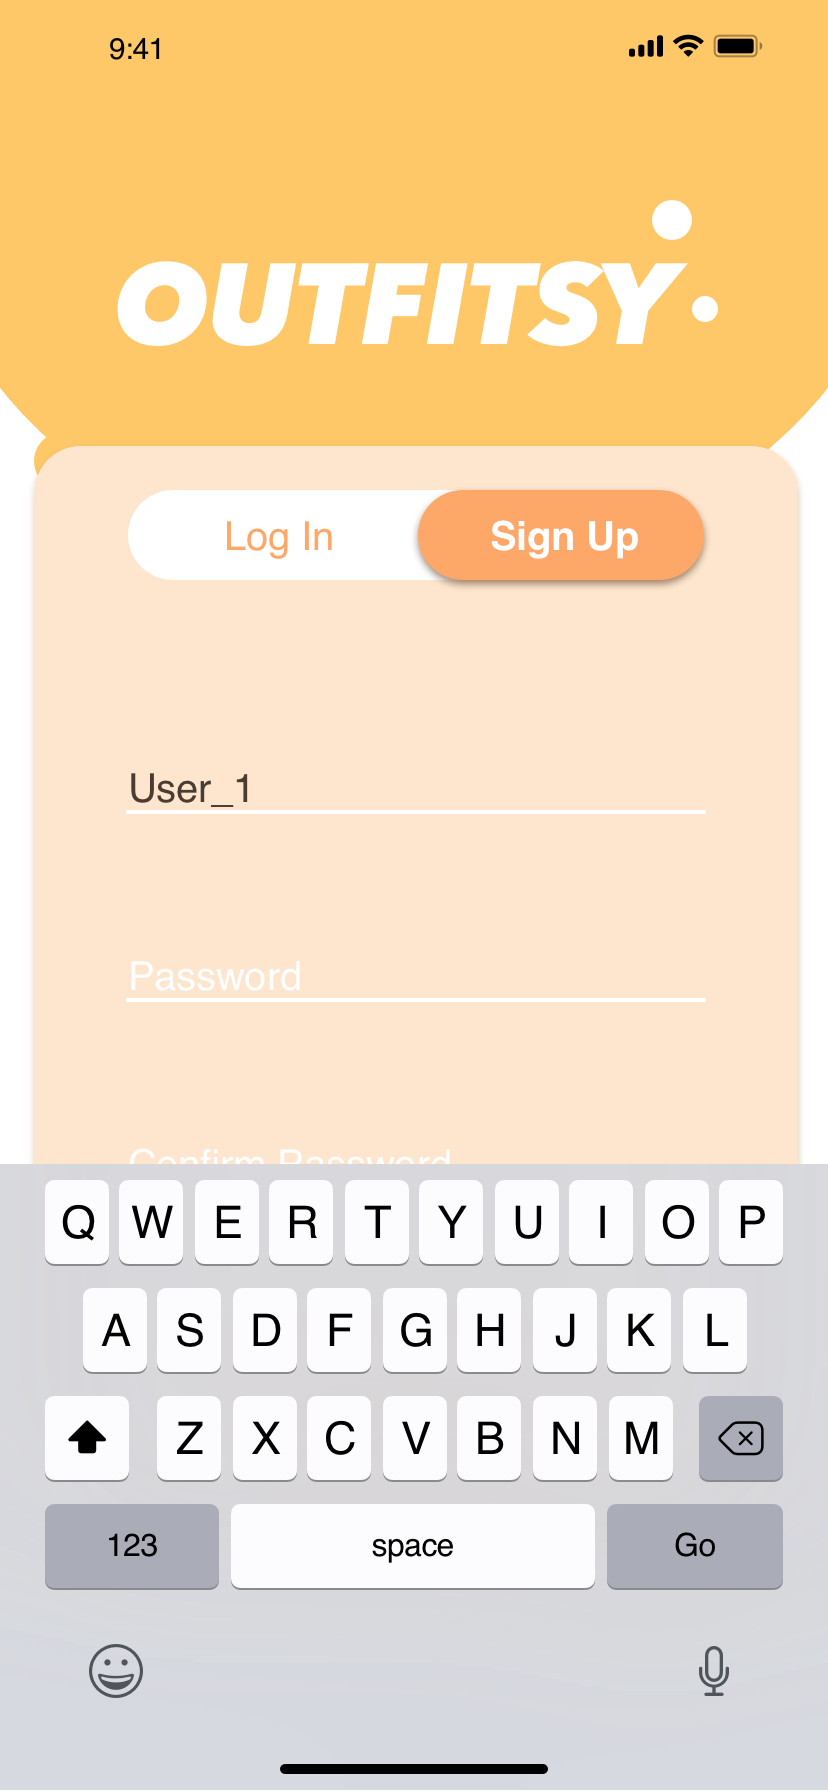 9:41
OUTFITSY
Log In Sign Up
User_1
Password
Confirm Password
Q W E R T Y U I O P
A S D F G H J K L
Z X C V B N M
123 space Go